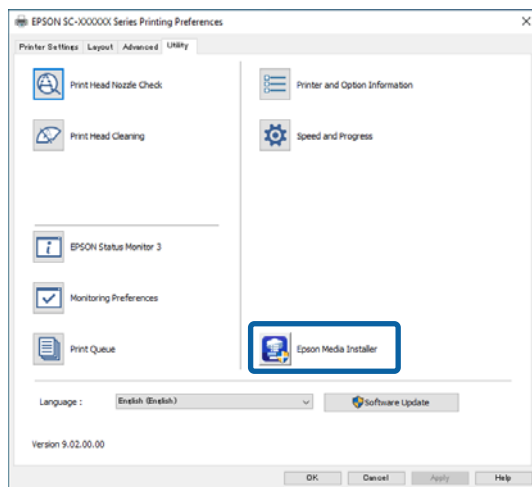 EPSON SC-XXXXXX Series Printing Preferences
Printer Settings Layout Advanced Utility
Print Head Nozzle Check
Printer and Option Information
Print Head Cleaning
Speed and Progress
EPSON Status Monitor 3
Monitoring Preferences
Print Queue
Epson Media Installer
Language :
English (English)
Software Update
Version 9.02.00.00
OK Cancel Apply Help